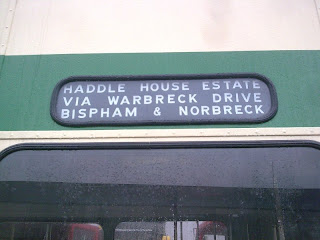 HADDLE HOUSE ESTATE
VIA WARBRECK DRIVE
BISPHAM & NORBRECK